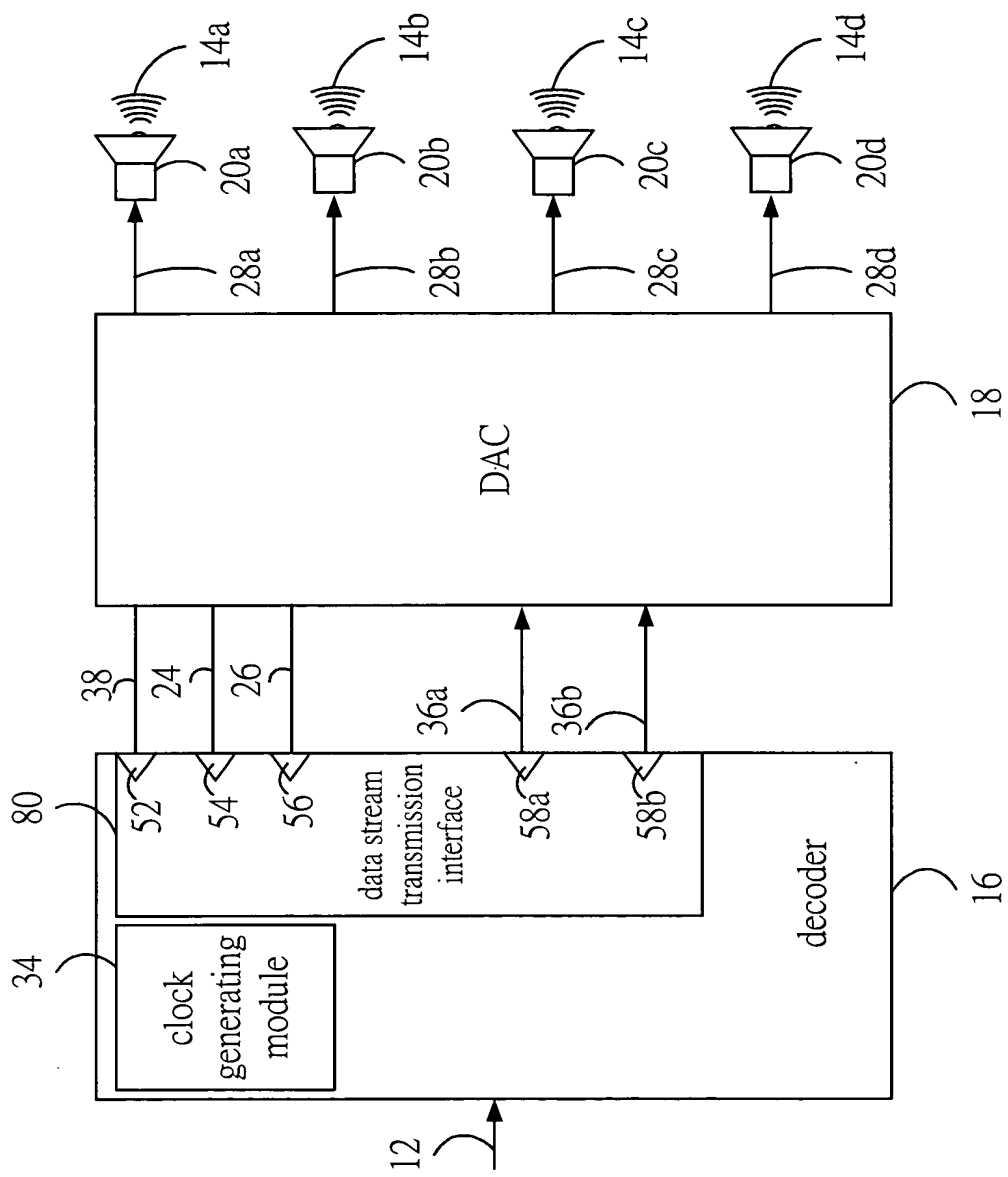 14a
14b
14c
14d
20a
20b
20c
20d
28a
28b
28c
28d
DAC
18
38
24
26
36a
36b
80
52
54
56
58a
58b
data stream
transmission
interface
34
clock
generating
module
decoder
16
12